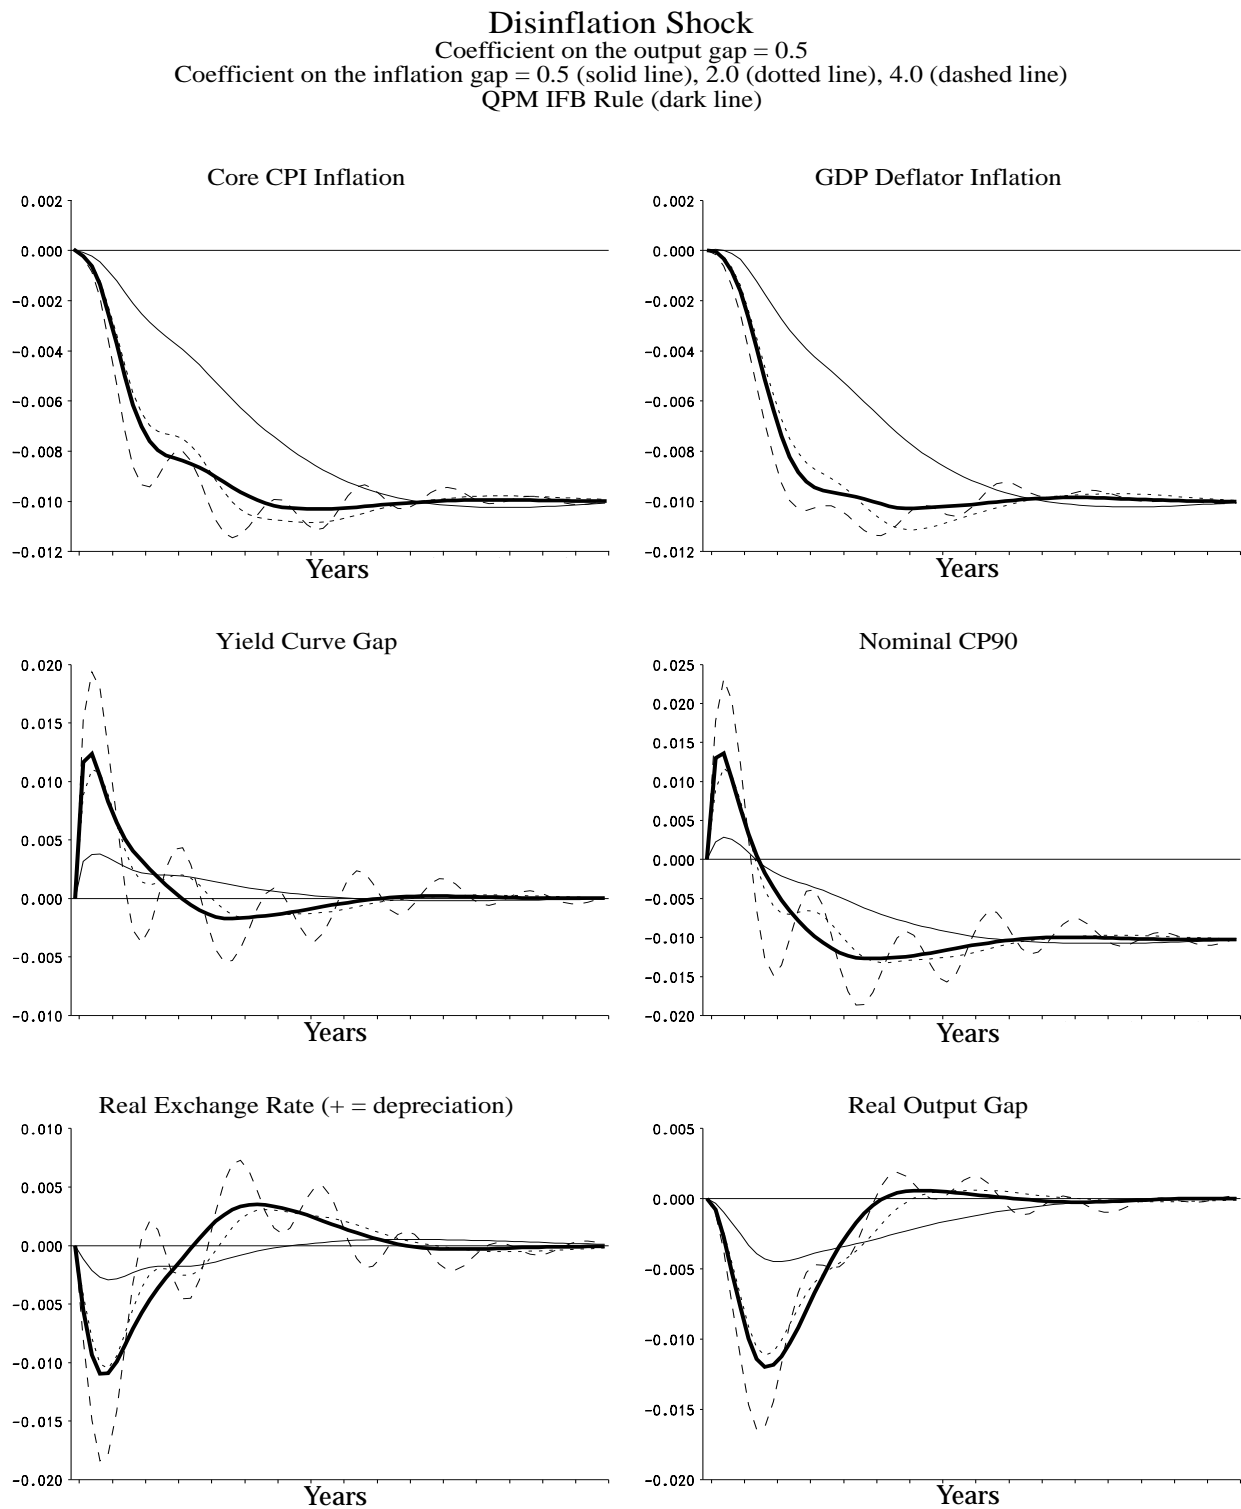 Disinflation Shock
Coefficient on the output gap = 0.5
Coefficient on the inflation gap = 0.5 (solid line), 2.0 (dotted line), 4.0 (dashed line)
QPM IFB Rule (dark line)
Core CPI Inflation
0.002
0.000
-0.002
-0.004
-0.006
-0.008
-0.010
-0.012
Years
GDP Deflator Inflation
0.002
0.000
-0.002
-0.004
-0.006
-0.008
-0.010
-0.012
Years
Yield Curve Gap
0.020
0.015
0.010
0.005
0.000
-0.005
-0.010
Years
Nominal CP90
0.025
0.020
0.015
0.010
0.005
0.000
-0.005
-0.010
-0.015
-0.020
Years
Real Exchange Rate (+ = depreciation)
0.010
0.005
0.000
-0.005
-0.010
-0.015
-0.020
Years
Real Output Gap
0.005
0.000
-0.005
-0.010
-0.015
-0.020
Years